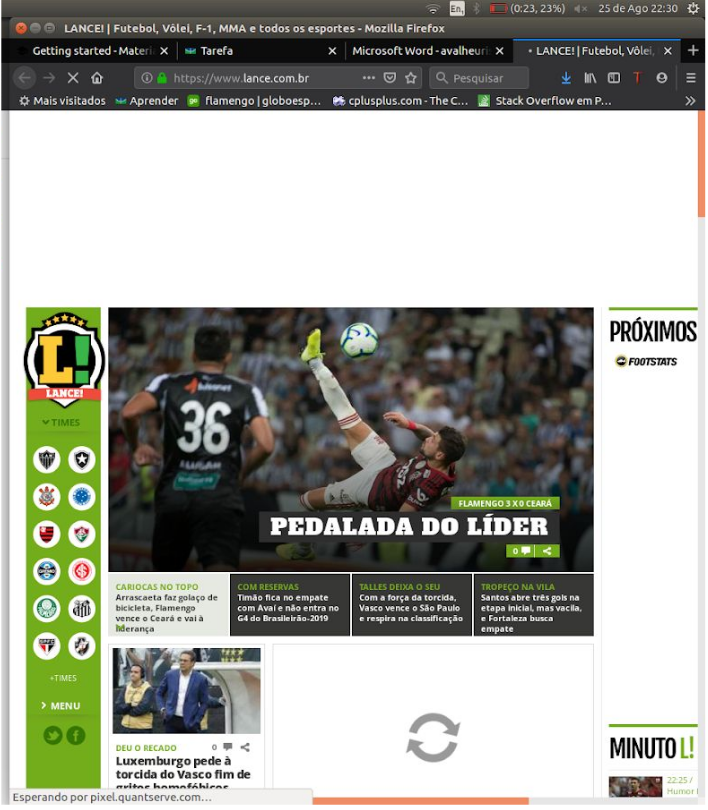 En (0:23, 23%) 25 de Ago 22:30
LANCE! | Futebol, Vôlei, F-1, MMA e todos os esportes - Mozilla Firefox
Getting started - Materi
Tarefa
Microsoft Word - avalheuri
LANCE! | Futebol, Vôlei,
https://www.lance.com.br
Pesquisar
Mais visitados
Aprender
flamengo | globoesp...
cplusplus.com - The C...
Stack Overflow em P...
L!
LANCE!
TIMES
+TIMES
MENU
36
LUISÃO
FLAMENGO 3 X 0 CEARÁ
PEDALADA DO LÍDER
0
CARIOCAS NO TOPO
Arrascaeta faz golaço de
bicicleta, Flamengo
vence o Ceará e vai à
liderança
COM RESERVAS
Timão fica no empate
com Avaí e não entra no
G4 do Brasileirão-2019
TALLES DEIXA O SEU
Com a força da torcida,
Vasco vence o São Paulo
e respira na classificação
TROPEÇO NA VILA
Santos abre três gols na
etapa inicial, mas vacila,
e Fortaleza busca
empate
DEU O RECADO
0
Luxemburgo pede à
torcida do Vasco fim de
gritos homofóbicos
PRÓXIMOS
FOOTSTATS
MINUTO L!
22:25 /
Humor
Esperando por pixel.quantserve.com...